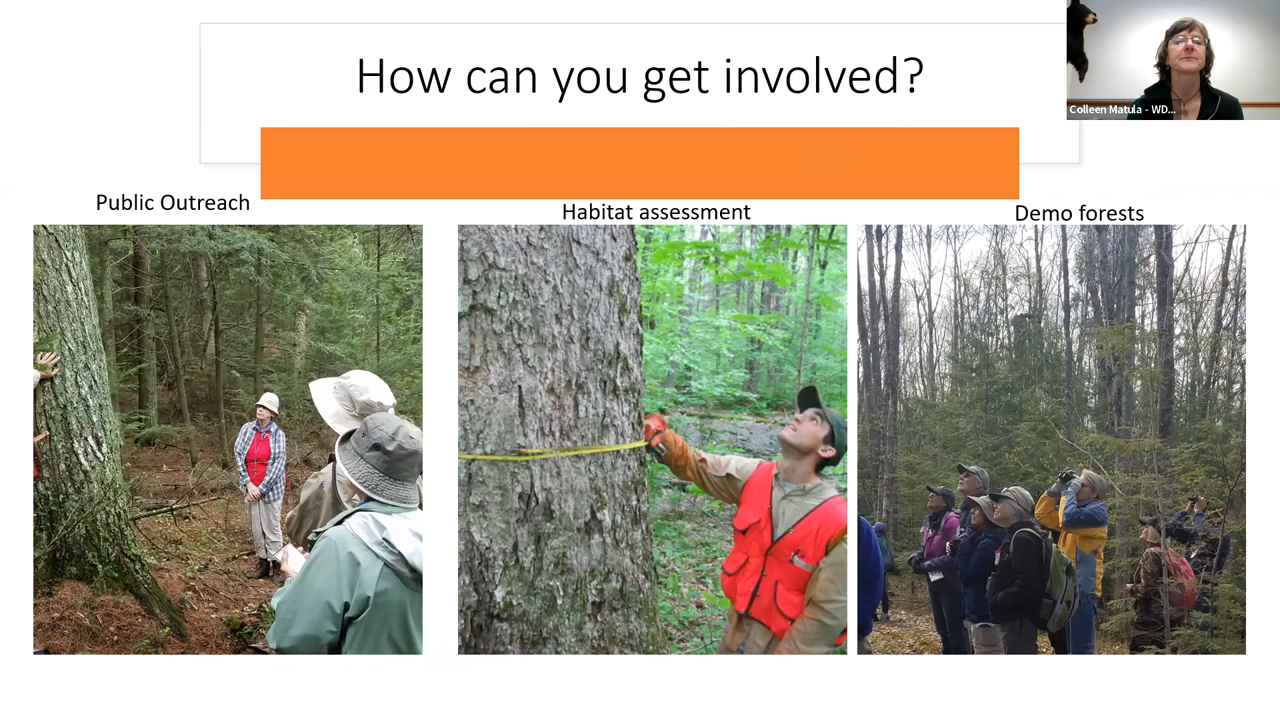 How can you get involved?
Colleen Matula - WD...
Public Outreach
Habitat assessment
Demo forests